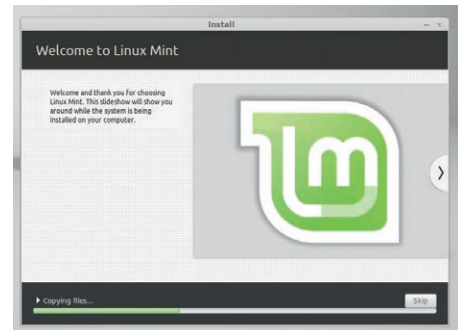 Install
Welcome to Linux Mint
Welcome and thank you for choosing
Linux Mint. This slideshow will show you
around while the system is being
installed on your computer.
Copying files...
Skip